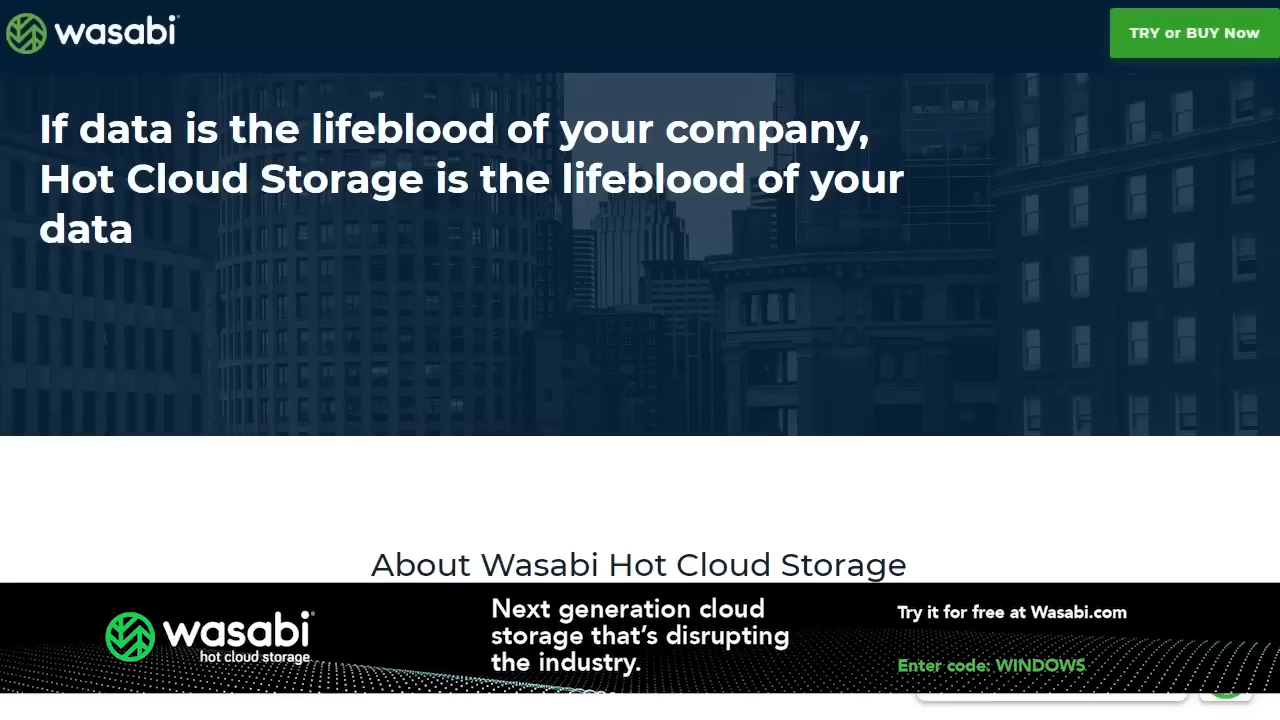 wasabi
TRY or BUY Now
If data is the lifeblood of your company,
Hot Cloud Storage is the lifeblood of your
data
About Wasabi Hot Cloud Storage
wasabi
hot cloud storage
Next generation cloud
storage that's disrupting
the industry.
Try it for free at Wasabi.com
Enter code: WINDOWS